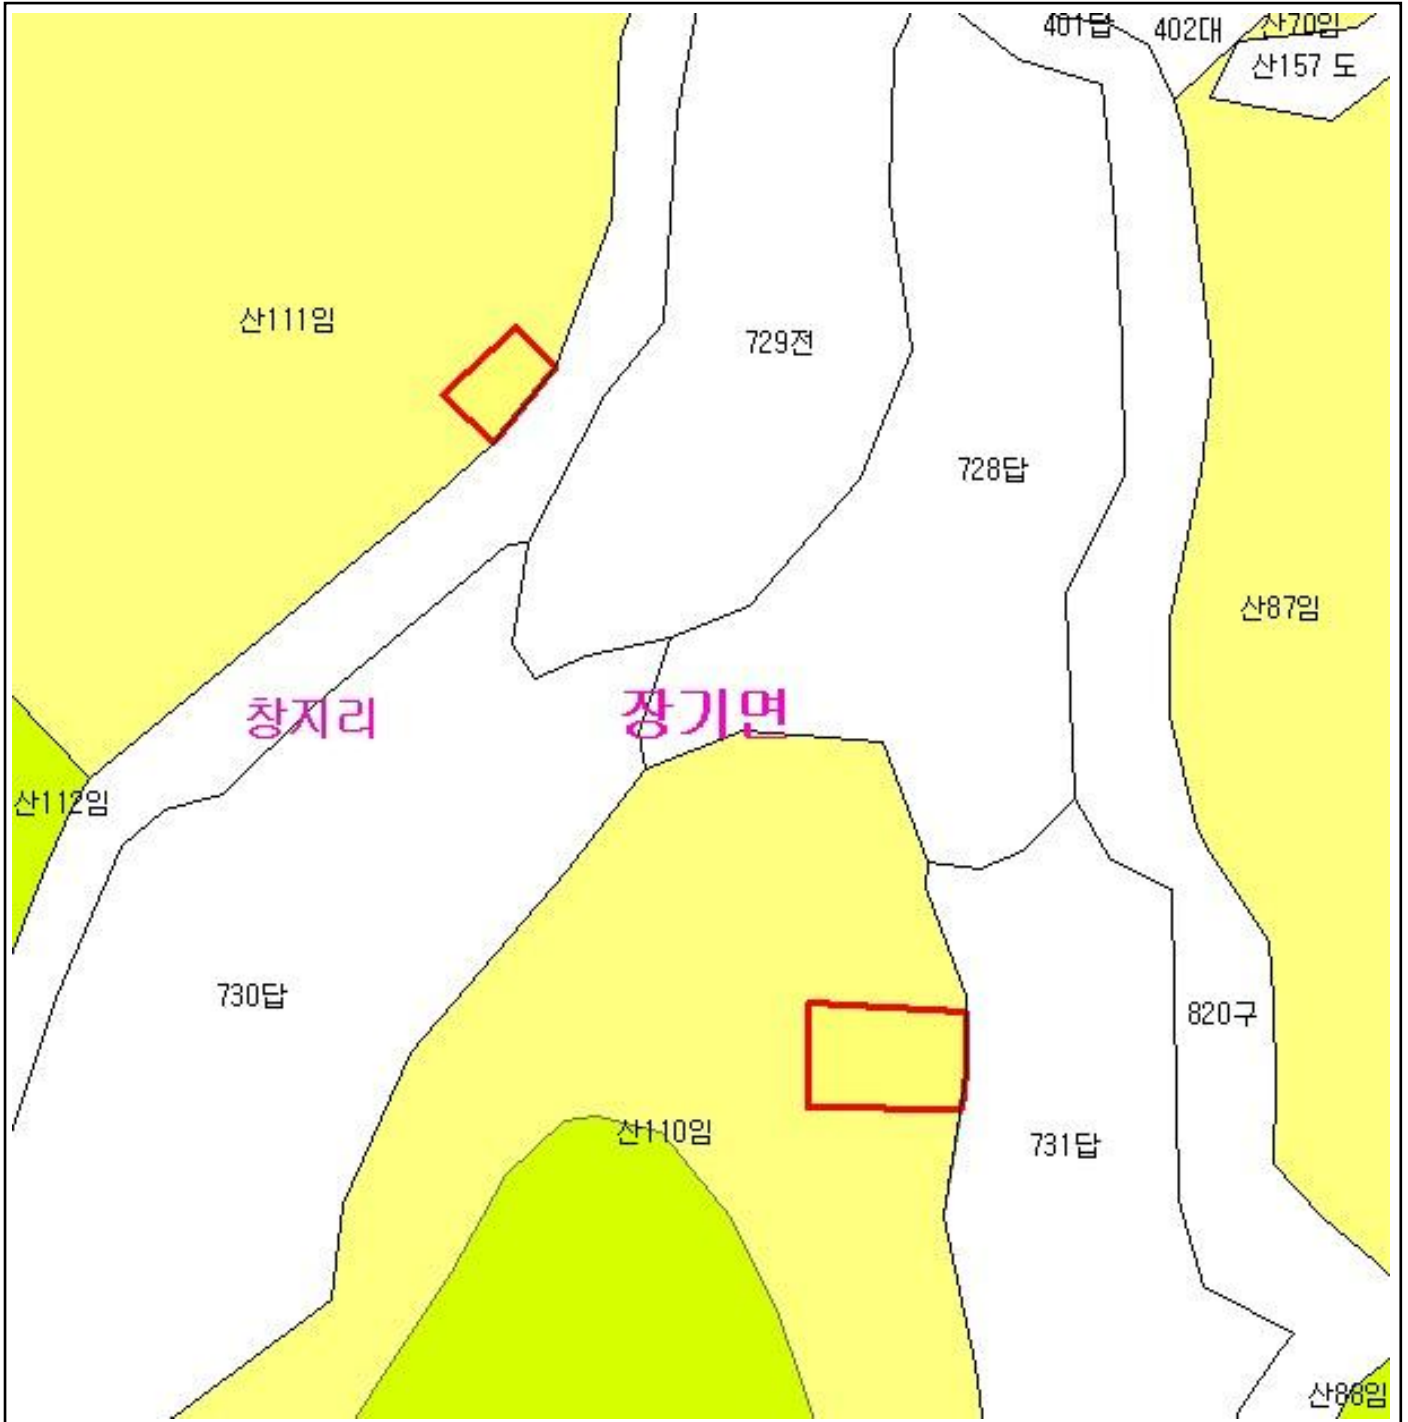 401답
402대
산70임
산157 도
산111임
729전
728답
산87임
창지리
장기면
산112임
730답
820구
산110임
731답
산88임